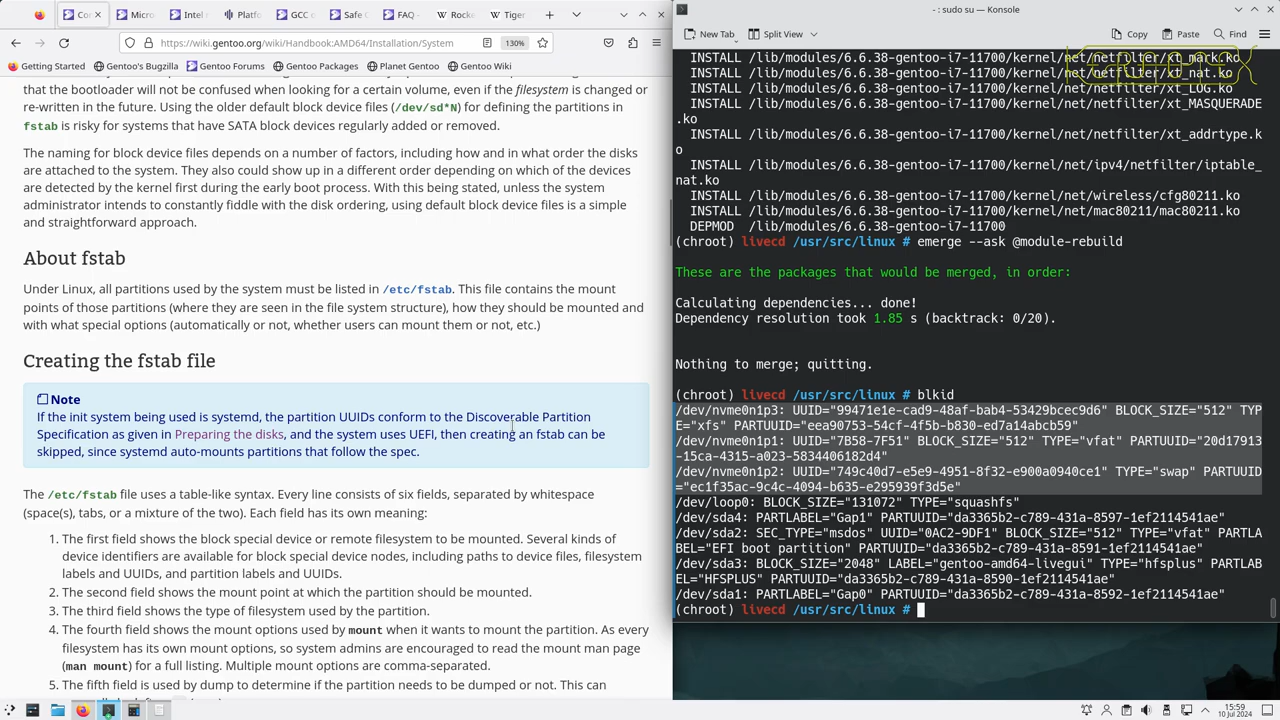 Cor
Micro
Intel r
Platfo
GCC e
Safe C
FAQ -
Rocke
Tiger
https://wiki.gentoo.org/wiki/Handbook:AMD64/Installation/System
130%
Getting Started
Gentoo's Bugzilla
Gentoo Forums
Gentoo Packages
Planet Gentoo
Gentoo Wiki
that the bootloader will not be confused when looking for a certain volume, even if the filesystem is changed or
re-written in the future. Using the older default block device files (/dev/sd*N) for defining the partitions in
fstab is risky for systems that have SATA block devices regularly added or removed.
The naming for block device files depends on a number of factors, including how and in what order the disks
are attached to the system. They also could show up in a different order depending on which of the devices
are detected by the kernel first during the early boot process. With this being stated, unless the system
administrator intends to constantly fiddle with the disk ordering, using default block device files is a simple
and straightforward approach.
About fstab
Under Linux, all partitions used by the system must be listed in /etc/fstab. This file contains the mount
points of those partitions (where they are seen in the file system structure), how they should be mounted and
with what special options (automatically or not, whether users can mount them or not, etc.)
Creating the fstab file
Note
If the init system being used is systemd, the partition UUIDs conform to the Discoverable Partition
Specification as given in Preparing the disks, and the system uses UEFI, then creating an fstab can be
skipped, since systemd auto-mounts partitions that follow the spec.
The /etc/fstab file uses a table-like syntax. Every line consists of six fields, separated by whitespace
(space(s), tabs, or a mixture of the two). Each field has its own meaning:
1. The first field shows the block special device or remote filesystem to be mounted. Several kinds of
device identifiers are available for block special device nodes, including paths to device files, filesystem
labels and UUIDs, and partition labels and UUIDs.
2. The second field shows the mount point at which the partition should be mounted.
3. The third field shows the type of filesystem used by the partition.
4. The fourth field shows the mount options used by mount when it wants to mount the partition. As every
filesystem has its own mount options, so system admins are encouraged to read the mount man page
(man mount) for a full listing. Multiple mount options are comma-separated.
5. The fifth field is used by dump to determine if the partition needs to be dumped or not. This can
- : sudo su — Konsole
New Tab
Split View
Copy
Paste
Find
INSTALL /lib/modules/6.6.38-gentoo-i7-11700/kernel/net/netfilter/xt_mark.ko
INSTALL /lib/modules/6.6.38-gentoo-i7-11700/kernel/net/netfilter/xt_nat.ko
INSTALL /lib/modules/6.6.38-gentoo-i7-11700/kernel/net/netfilter/xt_LOG.ko
INSTALL /lib/modules/6.6.38-gentoo-i7-11700/kernel/net/netfilter/xt_MASQUERADE
.ko
INSTALL /lib/modules/6.6.38-gentoo-i7-11700/kernel/net/netfilter/xt_addrtype.k
o
INSTALL /lib/modules/6.6.38-gentoo-i7-11700/kernel/net/ipv4/netfilter/iptable_
nat.ko
INSTALL /lib/modules/6.6.38-gentoo-i7-11700/kernel/net/wireless/cfg80211.ko
INSTALL /lib/modules/6.6.38-gentoo-i7-11700/kernel/net/mac80211/mac80211.ko
DEPMOD /lib/modules/6.6.38-gentoo-i7-11700
(chroot) livecd /usr/src/linux # emerge --ask @module-rebuild
These are the packages that would be merged, in order:
Calculating dependencies... done!
Dependency resolution took 1.85 s (backtrack: 0/20).
Nothing to merge; quitting.
(chroot) livecd /usr/src/linux # blkid
/dev/nvme0n1p3: UUID="99471e1e-cad9-48af-bab4-53429bcec9d6" BLOCK_SIZE="512" TYP
E="xfs" PARTUUID="eea90753-54cf-4f5b-b830-ed7a14abcb59"
/dev/nvme0n1p1: UUID="7B58-7F51" BLOCK_SIZE="512" TYPE="vfat" PARTUUID="20d17913
-15ca-4315-a023-5834406182d4"
/dev/nvme0n1p2: UUID="749c40d7-e5e9-4951-8f32-e900a0940ce1" TYPE="swap" PARTUUID
="ec1f35ac-9c4c-4094-b635-e295939f3d5e"
/dev/loop0: BLOCK_SIZE="131072" TYPE="squashfs"
/dev/sda4: PARTLABEL="Gap1" PARTUUID="da3365b2-c789-431a-8597-1ef2114541ae"
/dev/sda2: SEC_TYPE="msdos" UUID="0AC2-9DF1" BLOCK_SIZE="512" TYPE="vfat" PARTLA
BEL="EFI boot partition" PARTUUID="da3365b2-c789-431a-8591-1ef2114541ae"
/dev/sda3: BLOCK_SIZE="2048" LABEL="gentoo-amd64-livegui" TYPE="hfsplus" PARTLAB
EL="HFSPLUS" PARTUUID="da3365b2-c789-431a-8590-1ef2114541ae"
/dev/sda1: PARTLABEL="Gap0" PARTUUID="da3365b2-c789-431a-8592-1ef2114541ae"
(chroot) livecd /usr/src/linux #
15:59
10 Jul 2024